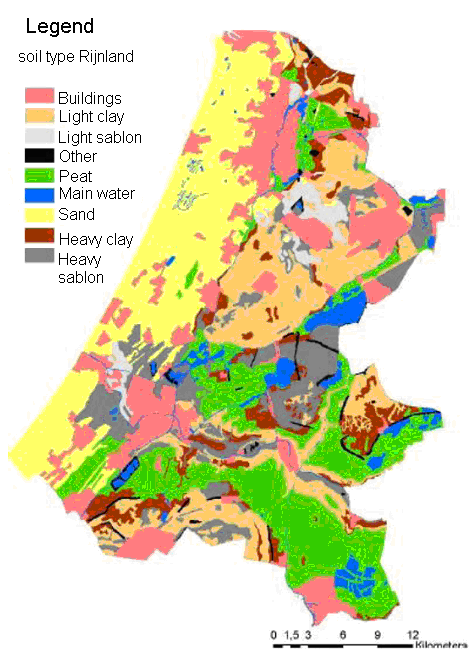 Legend
soil type Rijnland
Buildings
Light clay
Light sablon
Other
Peat
Main water
Sand
Heavy clay
Heavy
sablon
0 1,5 3 6 9 12
Kilometers